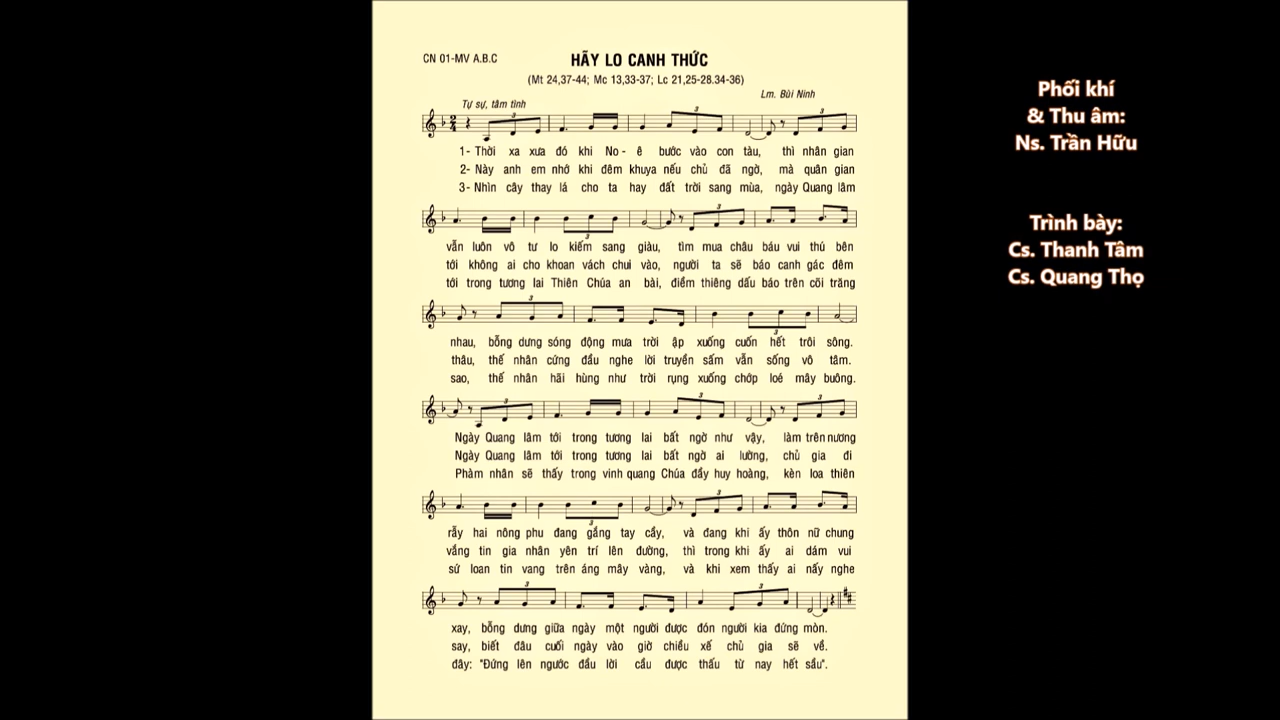 CN 01-MV A.B.C
HÃY LO CANH THỨC
(Mt 24,37-44; Mc 13,33-37; Lc 21,25-28.34-36)
Lm. Bùi Ninh
Tự sự, tâm tình
1- Thời xa xưa đó khi No - ê bước vào con tàu, thì nhân gian
2- Này anh em nhớ khi đêm khuya nếu chủ đã ngờ, mà quân gian
3- Nhìn cây thay lá cho ta hay đất trời sang mùa, ngày Quang lâm
vẫn luôn vô tư lo kiếm sang giàu, tìm mua châu báu vui thú bên
tới không ai cho khoan vách chui vào, người ta sẽ báo canh gác đêm
tới trong tương lai Thiên Chúa an bài, điềm thiêng dấu báo trên cõi trăng
nhau, bỗng dưng sóng động mưa trời ập xuống cuốn hết trôi sông.
thâu, thế nhân cứng đầu nghe lời truyền sấm vẫn sống vô tâm.
sao, thế nhân hãi hùng như trời rụng xuống chớp loé mây buông.
Ngày Quang lâm tới trong tương lai bất ngờ như vậy, làm trên nương
Ngày Quang lâm tới trong tương lai bất ngờ ai lường, chủ gia đi
Phàm nhân sẽ thấy trong vinh quang Chúa đầy huy hoàng, kèn loa thiên
rẫy hai nông phu đang gắng tay cầy, và đang khi ấy thôn nữ chung
vắng tin gia nhân yên trí lên đường, thì trong khi ấy ai dám vui
sứ loan tin vang trên áng mây vàng, và khi xem thấy ai nấy nghe
xay, bỗng dưng giữa ngày một người được đón người kia đứng mòn.
say, biết đâu cuối ngày vào giờ chiều xế chủ gia sẽ về.
đây: "Đứng lên ngước đầu lời cầu được thấu từ nay hết sầu".
Phối khí
& Thu âm:
Ns. Trần Hữu
Trình bày:
Cs. Thanh Tâm
Cs. Quang Thọ